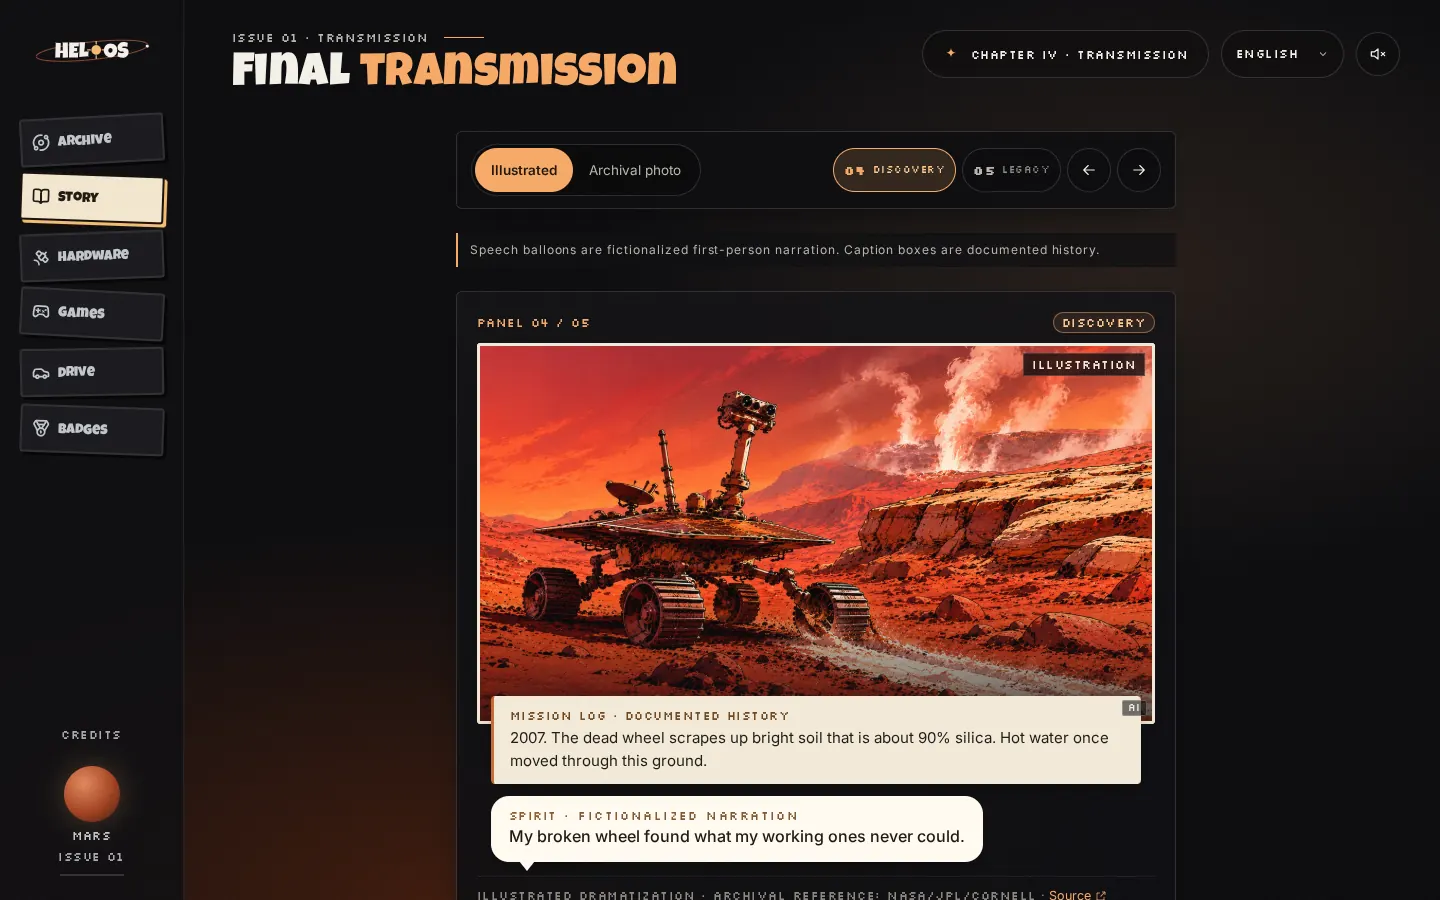 HELIOS
ISSUE 01 · TRANSMISSION
FINAL TRANSMISSION
CHAPTER IV · TRANSMISSION
ENGLISH
ARCHIVE
STORY
HARDWARE
GAMES
DRIVE
BADGES
Illustrated
Archival photo
04 DISCOVERY
05 LEGACY
Speech balloons are fictionalized first-person narration. Caption boxes are documented history.
PANEL 04 / 05
DISCOVERY
ILLUSTRATION
AI
MISSION LOG · DOCUMENTED HISTORY
2007. The dead wheel scrapes up bright soil that is about 90% silica. Hot water once
moved through this ground.
SPIRIT · FICTIONALIZED NARRATION
My broken wheel found what my working ones never could.
ILLUSTRATED DRAMATIZATION · ARCHIVAL REFERENCE: NASA/JPL/CORNELL · Source
CREDITS
MARS
ISSUE 01